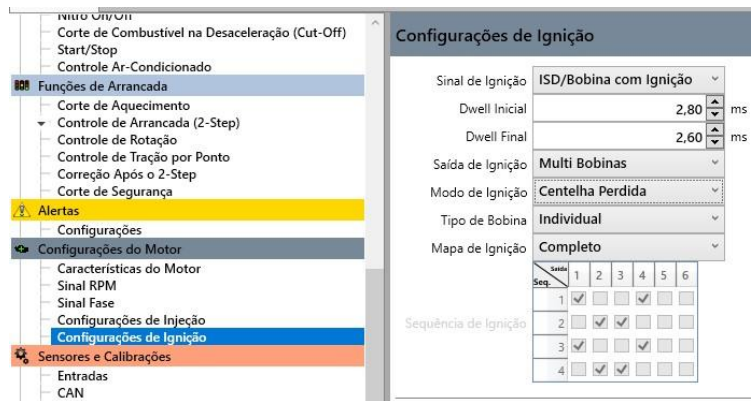 Nitro On/Off
Corte de Combustível na Desaceleração (Cut-Off)
Start/Stop
Controle Ar-Condicionado
Funções de Arrancada
Corte de Aquecimento
Controle de Arrancada (2-Step)
Controle de Rotação
Controle de Tração por Ponto
Correção Após o 2-Step
Corte de Segurança
Alertas
Configurações
Configurações do Motor
Características do Motor
Sinal RPM
Sinal Fase
Configurações de Injeção
Configurações de Ignição
Sensores e Calibrações
Entradas
CAN
Configurações de Ignição
Sinal de Ignição ISD/Bobina com Ignição
Dwell Inicial 2,80 ms
Dwell Final 2,60 ms
Saída de Ignição Multi Bobinas
Modo de Ignição Centelha Perdida
Tipo de Bobina Individual
Mapa de Ignição Completo
Sequência de Ignição
Saída 1 2 3 4 5 6
Seq.
1
2
3
4